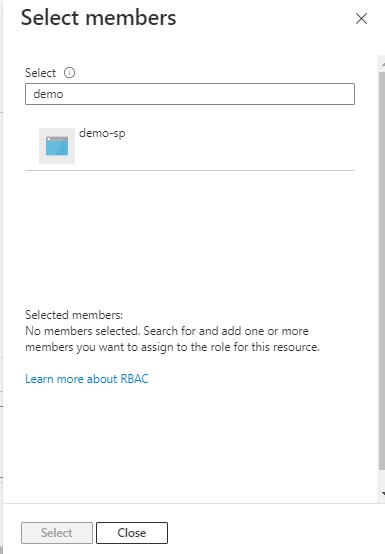 Select members
Select
demo
demo-sp
Selected members:
No members selected. Search for and add one or more
members you want to assign to the role for this resource.
Learn more about RBAC
Select
Close